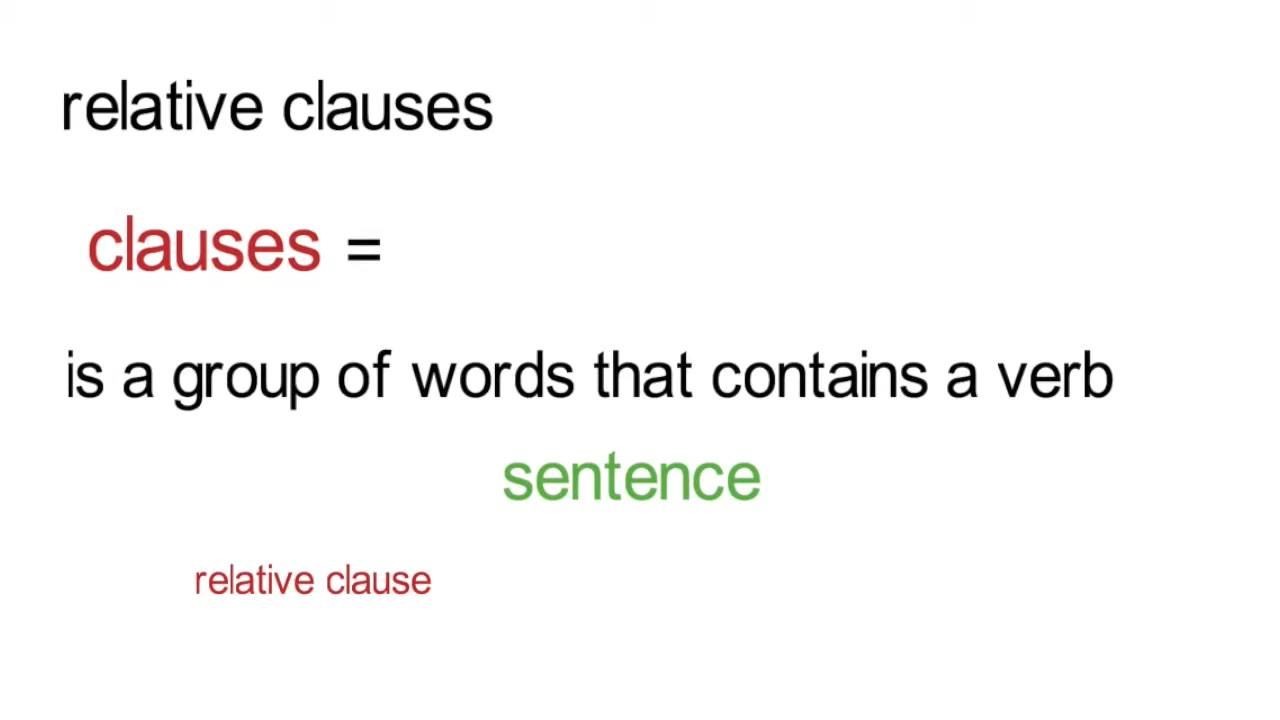 relative clauses
clauses =
is a group of words that contains a verb
sentence
relative clause